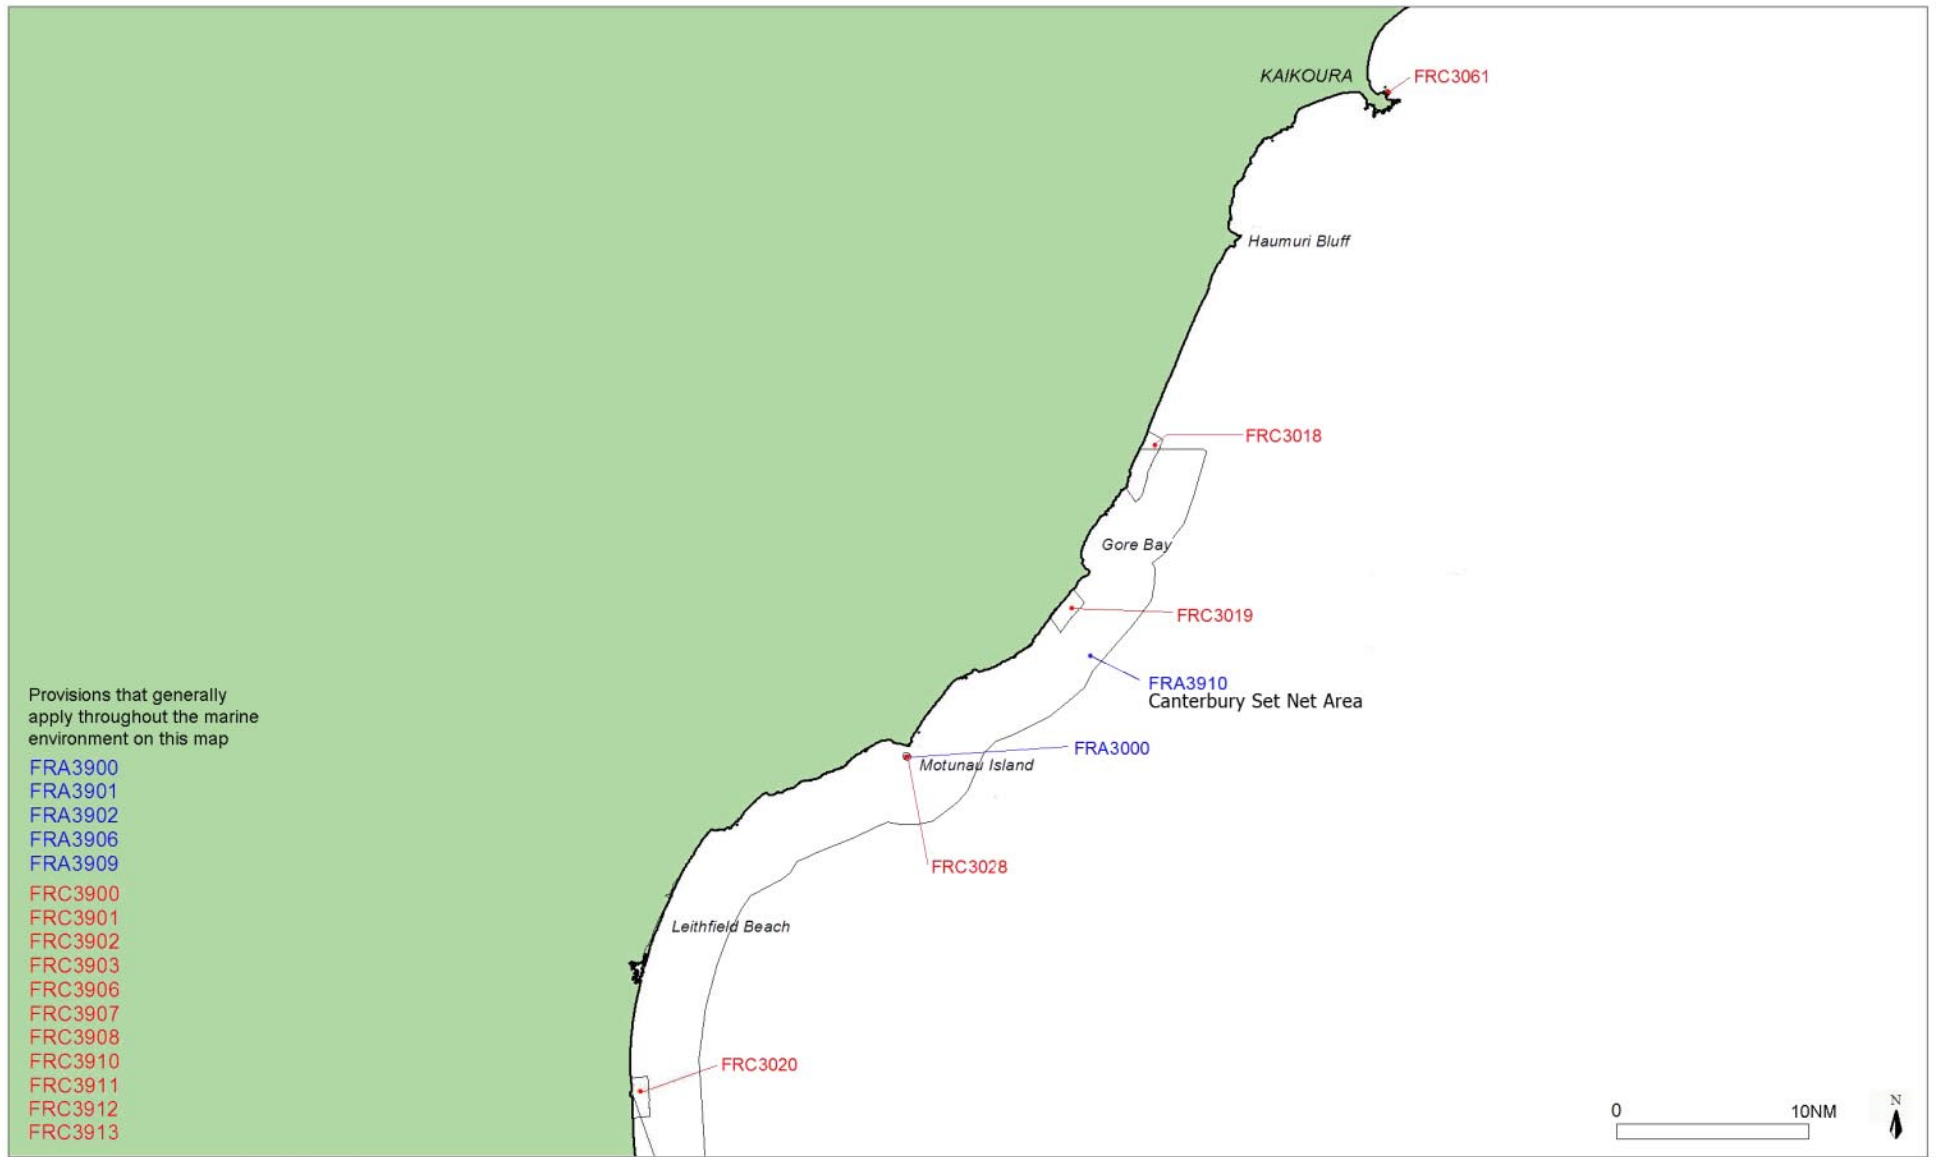 KAIKOURA
FRC3061
Haumuri Bluff
FRC3018
Gore Bay
FRC3019
FRA3910
Canterbury Set Net Area
FRA3000
Motunau Island
FRC3028
Leithfield Beach
FRC3020
Provisions that generally
apply throughout the marine
environment on this map
FRA3900
FRA3901
FRA3902
FRA3906
FRA3909
FRC3900
FRC3901
FRC3902
FRC3903
FRC3906
FRC3907
FRC3908
FRC3910
FRC3911
FRC3912
FRC3913
0 10NM
N